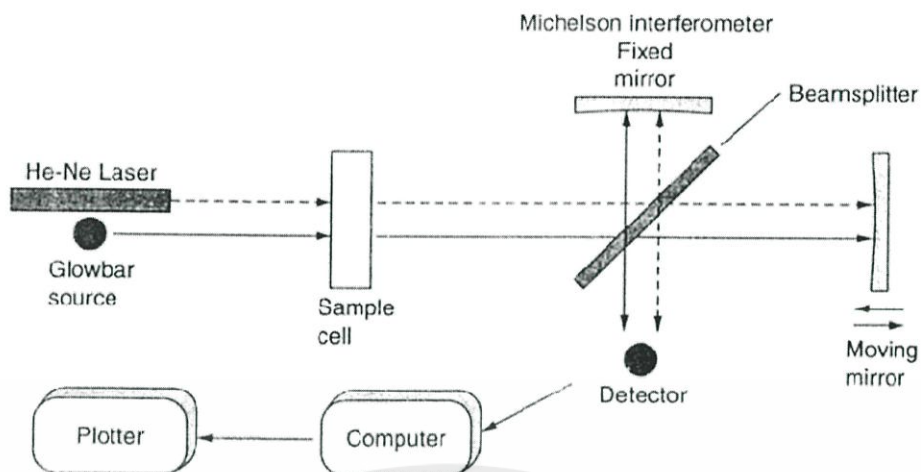 Michelson interferometer
Fixed
mirror
Beamsplitter
He-Ne Laser
Glowbar
source
Sample
cell
Moving
mirror
Detector
Plotter
Computer